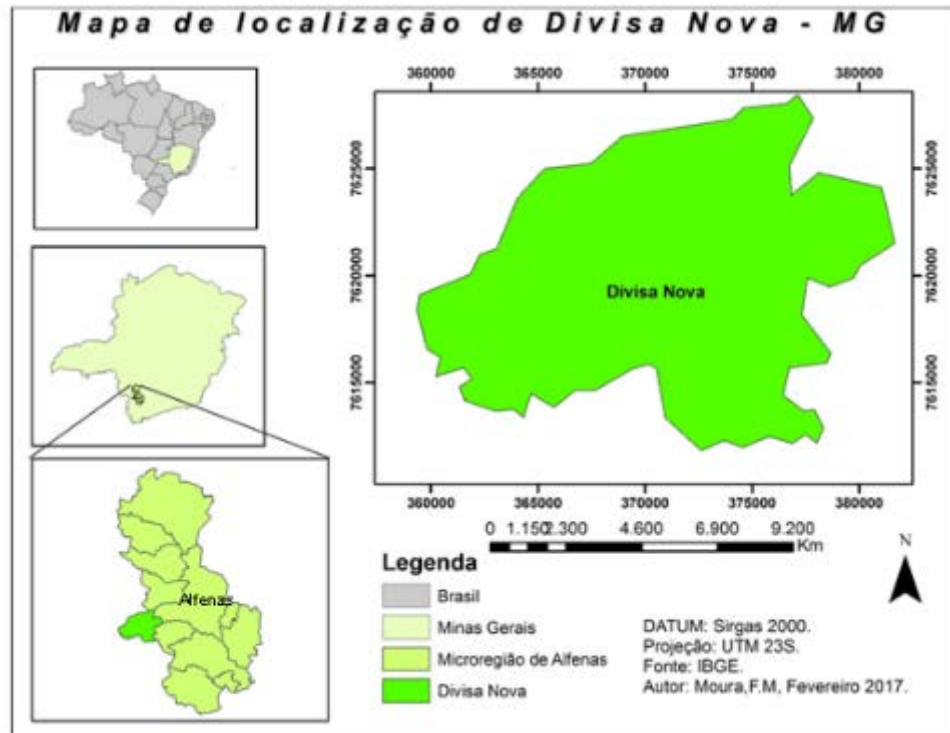 Mapa de localização de Divisa Nova - MG
360000 365000 370000 375000 380000
7625000
7620000
7615000
7625000
7620000
7615000
Divisa Nova
360000 365000 370000 375000 380000
0 1.150 2.300 4.600 6.900 9.200
Km
N
Alfenas
Legenda
Brasil
Minas Gerais
Microregião de Alfenas
Divisa Nova
DATUM: Sirgas 2000.
Projeção: UTM 23S.
Fonte: IBGE.
Autor: Moura,F.M, Fevereiro 2017.